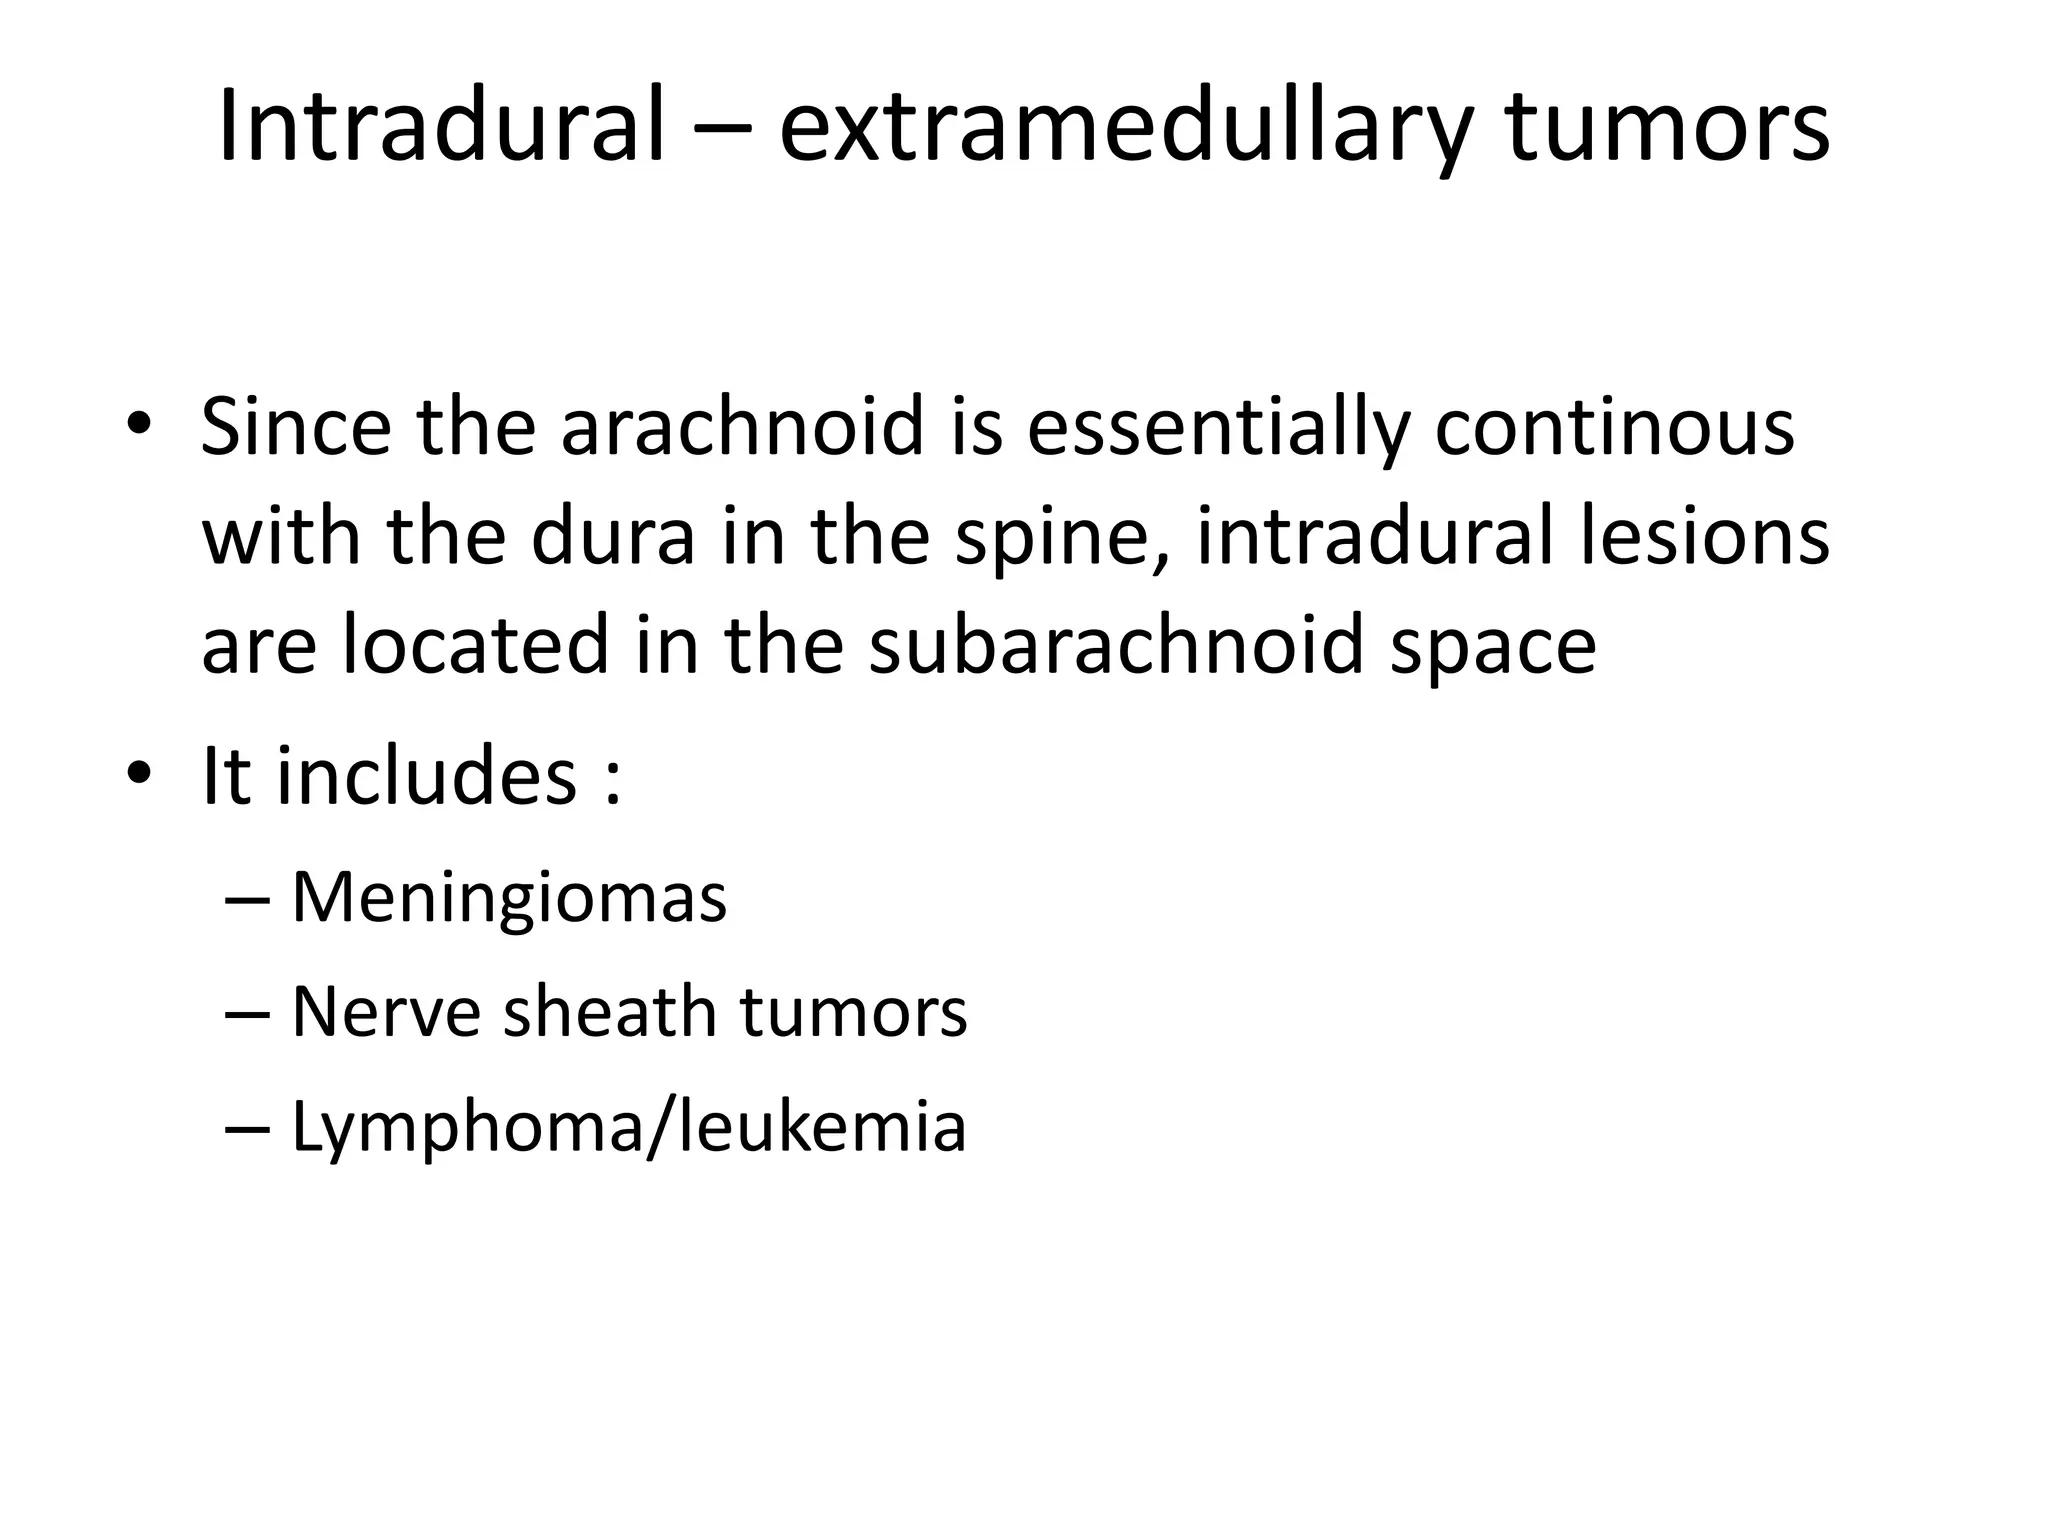 Intradural – extramedullary tumors
• Since the arachnoid is essentially continous
with the dura in the spine, intradural lesions
are located in the subarachnoid space
• It includes :
– Meningiomas
– Nerve sheath tumors
– Lymphoma/leukemia